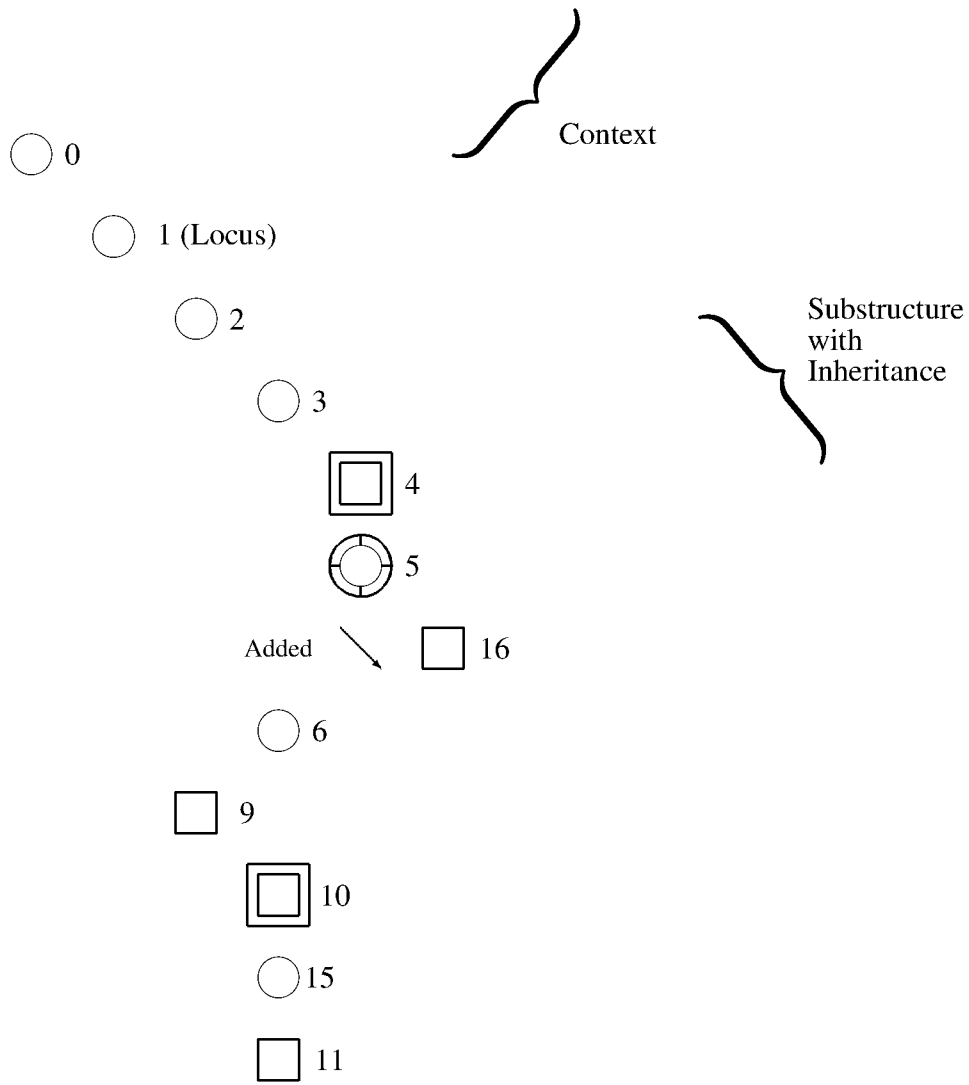 Context
0
1 (Locus)
Substructure
with
Inheritance
2
3
4
5
Added
16
6
9
10
15
11